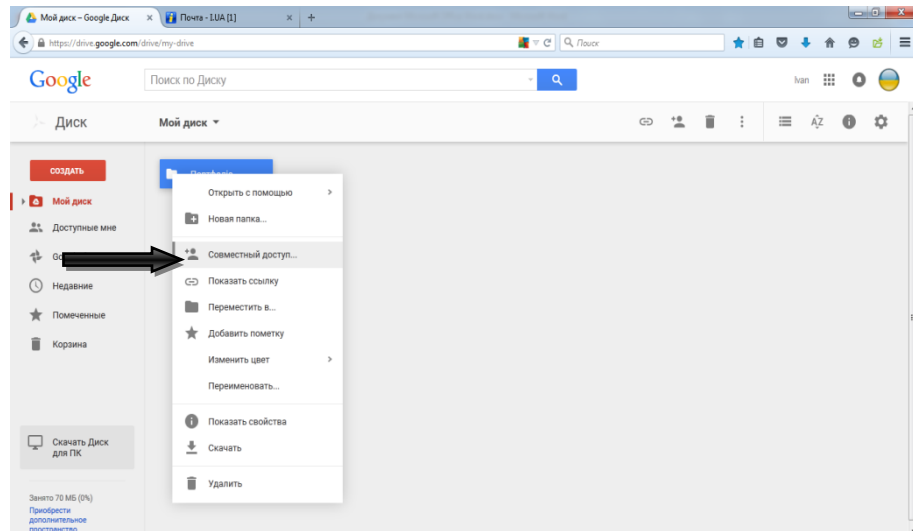 Мой диск – Google Диск
Почта - I.UA [1]
https://drive.google.com/drive/my-drive
Поиск
Google
Поиск по Диску
Ivan
Диск
Мой диск
AZ
СОЗДАТЬ
Portfolio
Мой диск
Доступные мне
Go
Недавние
Помеченные
Корзина
Открыть с помощью
Новая папка...
Совместный доступ...
Показать ссылку
Переместить в...
Добавить пометку
Изменить цвет
Переименовать...
Показать свойства
Скачать
Удалить
Скачать Диск
для ПК
Занято 70 МБ (0%)
Приобрести
дополнительное
пространство